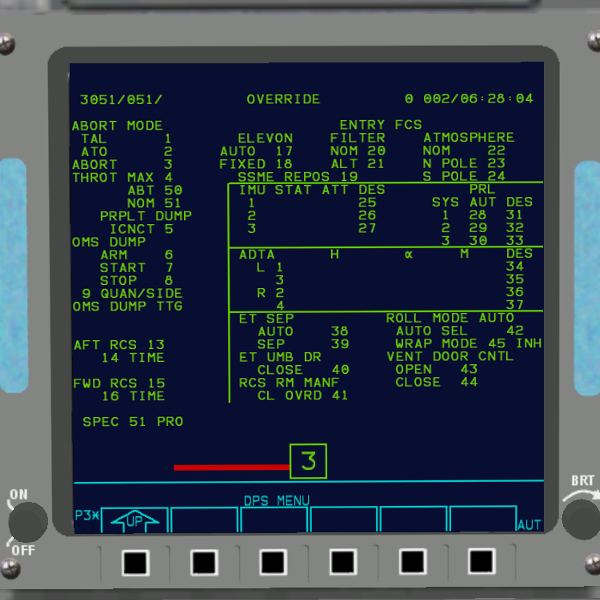 3051/051/ OVERRIDE 0 002/06:28:04
ABORT MODE ENTRY FCS
TAL 1 ELEVON FILTER ATMOSPHERE
ATO 2 AUTO 17 NOM 20 NOM 22
ABORT 3 FIXED 18 ALT 21 N POLE 23
THROT MAX 4 SSME REPOS 19 S POLE 24
ABT 50 IMU STAT ATT DES PRL
NOM 51 1 25 SYS AUT DES
PRPLT DUMP 2 26 1 28 31
ICNCT 5 3 27 2 29 32
OMS DUMP 3 30 33
ARM 6 ADTA H α M DES
START 7 L 1 34
STOP 8 3 35
9 QUAN/SIDE R 2 36
OMS DUMP TTG 4 37
ET SEP ROLL MODE AUTO
AUTO 38 AUTO SEL 42
AFT RCS 13 SEP 39 WRAP MODE 45 INH
14 TIME ET UMB DR VENT DOOR CNTL
CLOSE 40 OPEN 43
FWD RCS 15 RCS RM MANF CLOSE 44
16 TIME CL OVRD 41
SPEC 51 PRO
3
DPS MENU
P3* UP AUT
ON
OFF
BRT